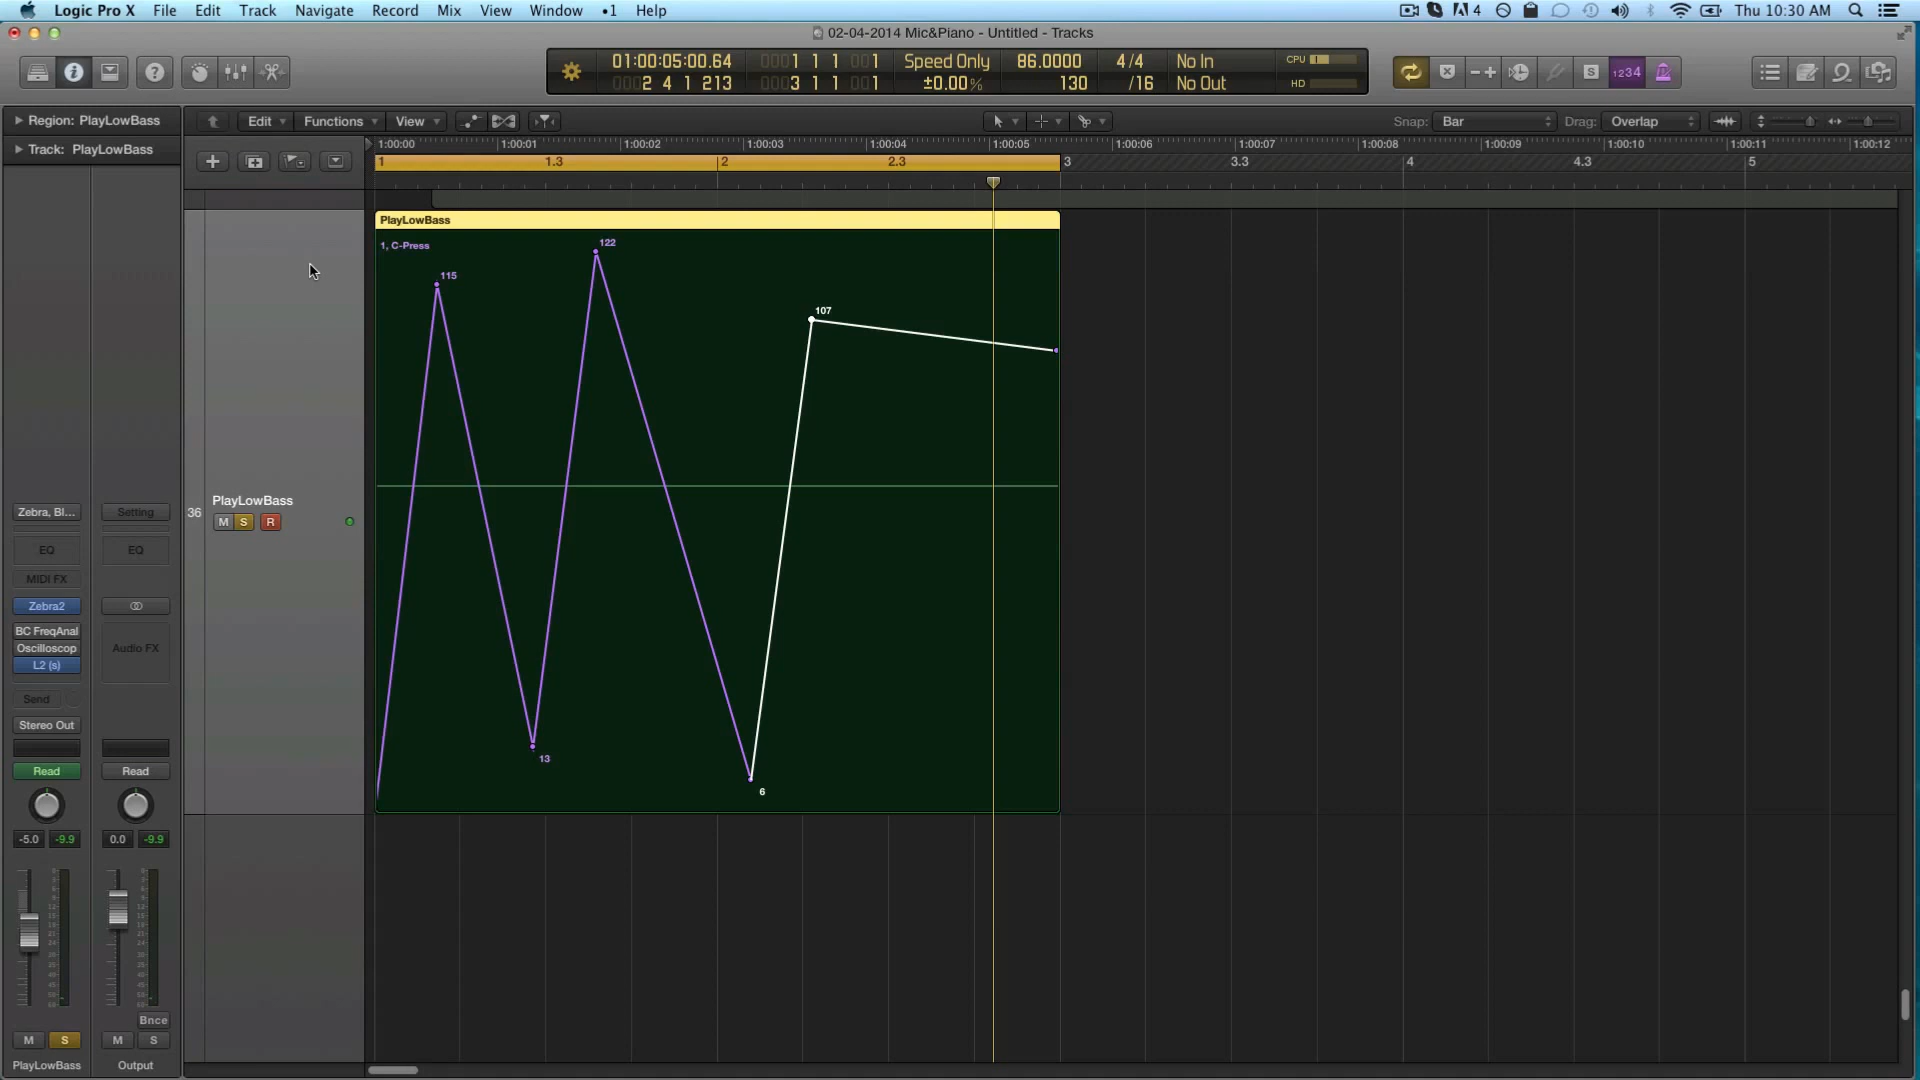 Logic Pro X File Edit Track Navigate Record Mix View Window •1 Help
4 Thu 10:30 AM
02-04-2014 Mic&Piano - Untitled - Tracks
01:00:05:00.64 0001 1 1 001 Speed Only 86.0000 4/4 No In CPU
0002 4 1 213 0003 1 1 001 ±0.00% 130 /16 No Out HD
S 1234
Region: PlayLowBass Edit Functions View Snap: Bar Drag: Overlap
Track: PlayLowBass
1:00:00 1:00:01 1:00:02 1:00:03 1:00:04 1:00:05 1:00:06 1:00:07 1:00:08 1:00:09 1:00:10 1:00:11 1:00:12
1 1.3 2 2.3 3 3.3 4 4.3 5
PlayLowBass
1, C-Press
122
115
107
13
6
36 PlayLowBass
M S R
Zebra, Bl... Setting
EQ EQ
MIDI FX
Zebra2
BC FreqAnal
Oscilloscop Audio FX
L2 (s)
Send
Stereo Out
Read Read
-5.0 -9.9 0.0 -9.9
Bnce
M S M S
PlayLowBass Output